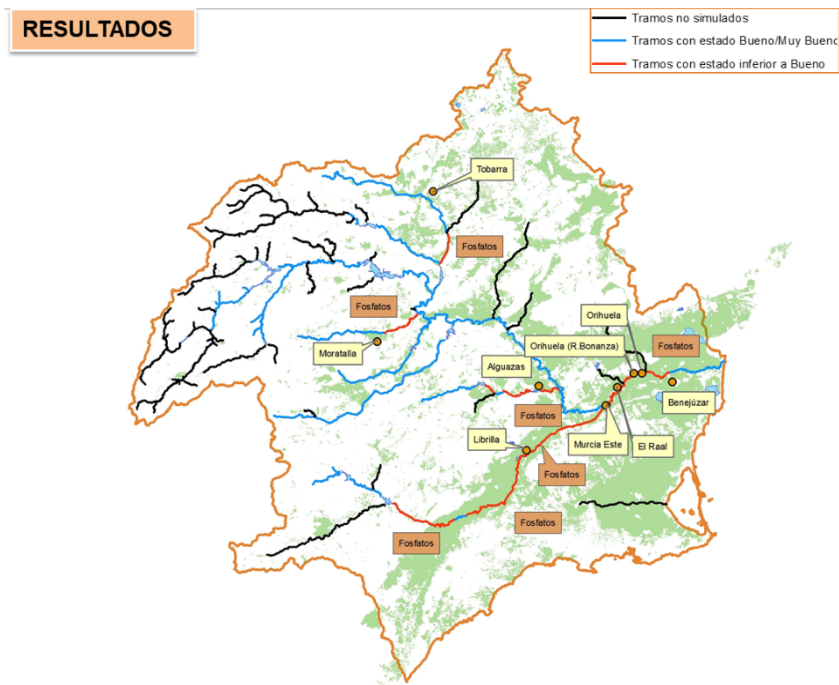 RESULTADOS
Tramos no simulados
Tramos con estado Bueno/Muy Bueno
Tramos con estado inferior a Bueno
Tobarra
Fosfatos
Fosfatos
Orihuela
Orihuela (R.Bonanza)
Fosfatos
Moratalla
Alguazas
Benejúzar
Fosfatos
Librilla
Murcia Este
El Raal
Fosfatos
Fosfatos
Fosfatos